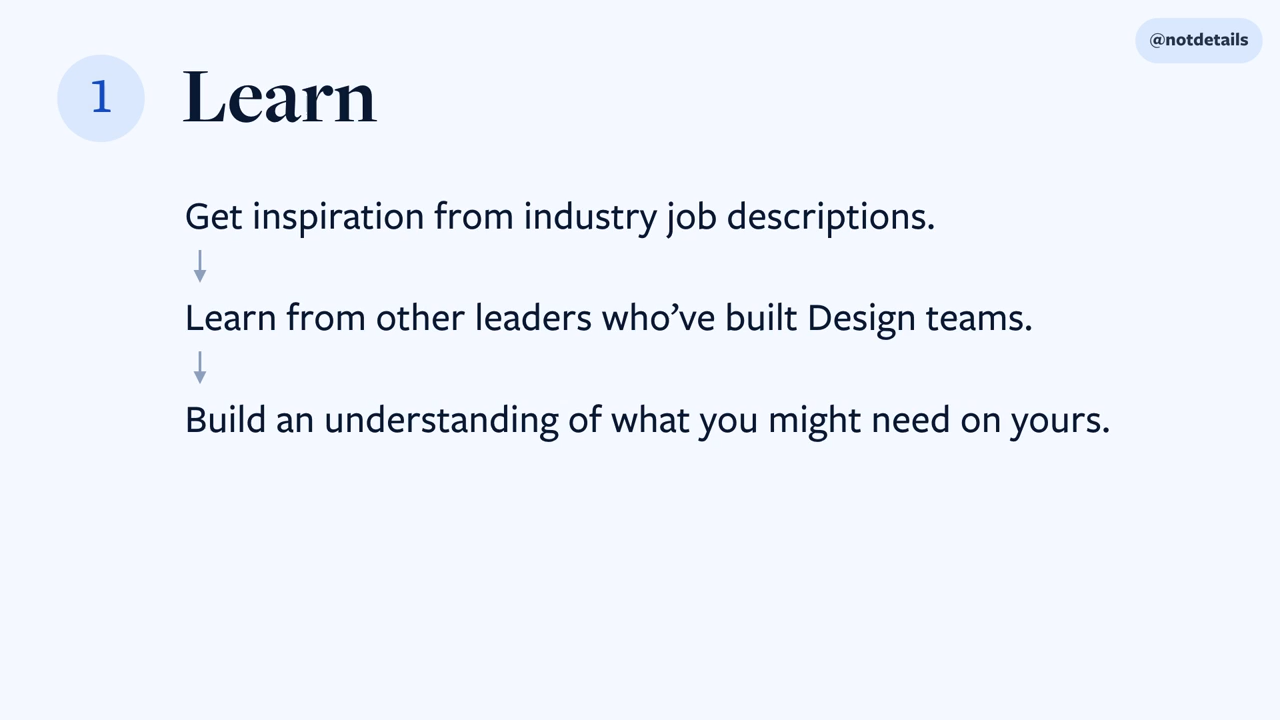 @notdetails
1 Learn
Get inspiration from industry job descriptions.
Learn from other leaders who’ve built Design teams.
Build an understanding of what you might need on yours.